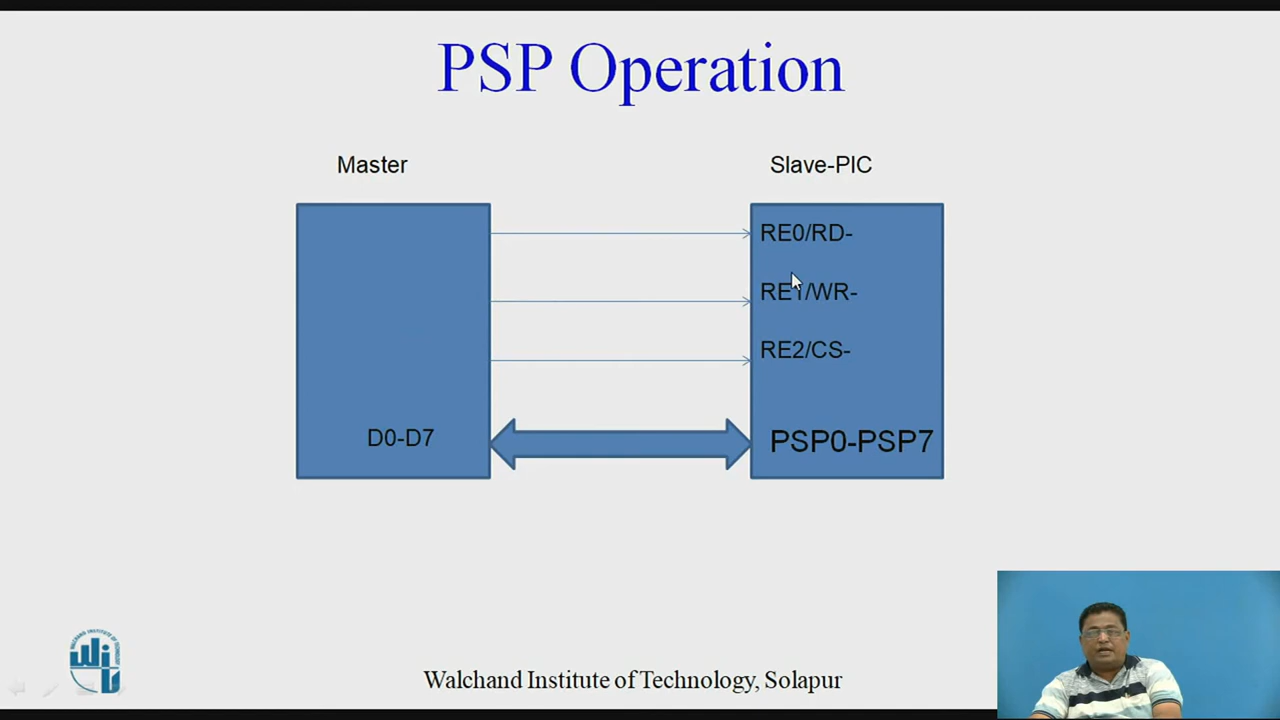 PSP Operation
Master
Slave-PIC
RE0/RD-
RE1/WR-
RE2/CS-
D0-D7
PSP0-PSP7
Walchand Institute of Technology, Solapur